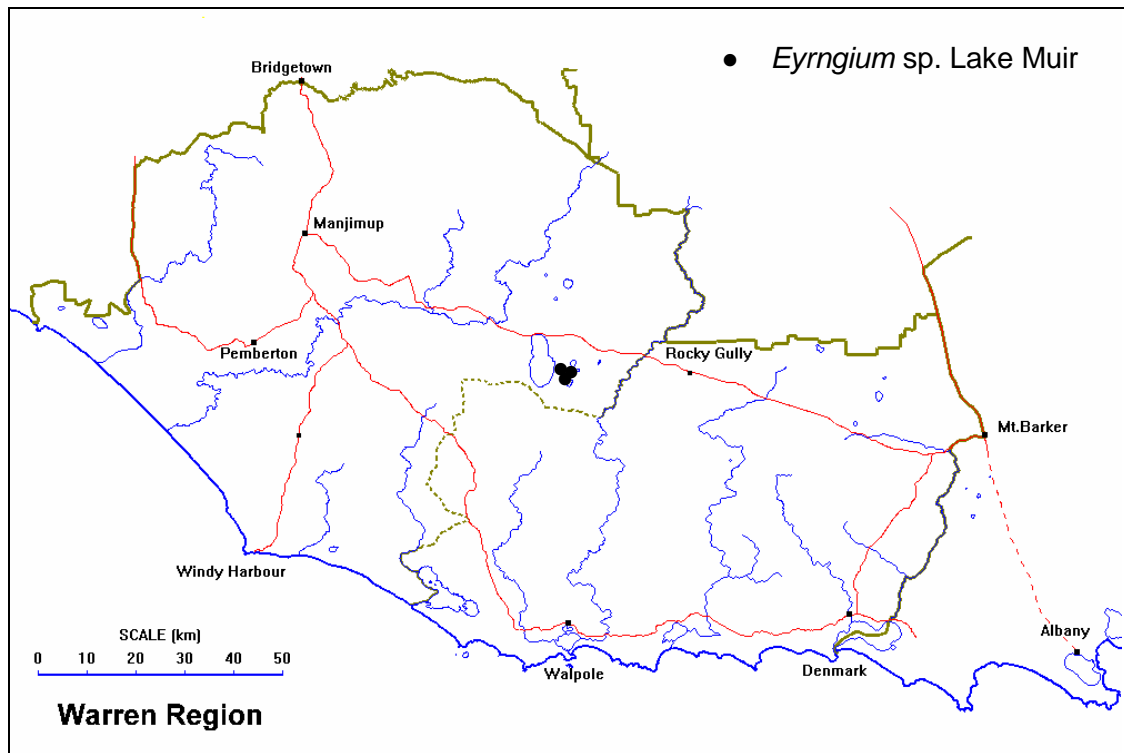 Eyrngium sp. Lake Muir
Bridgetown
Manjimup
Pemberton
Rocky Gully
Mt.Barker
Windy Harbour
SCALE (km)
0 10 20 30 40 50
Walpole
Denmark
Albany
Warren Region